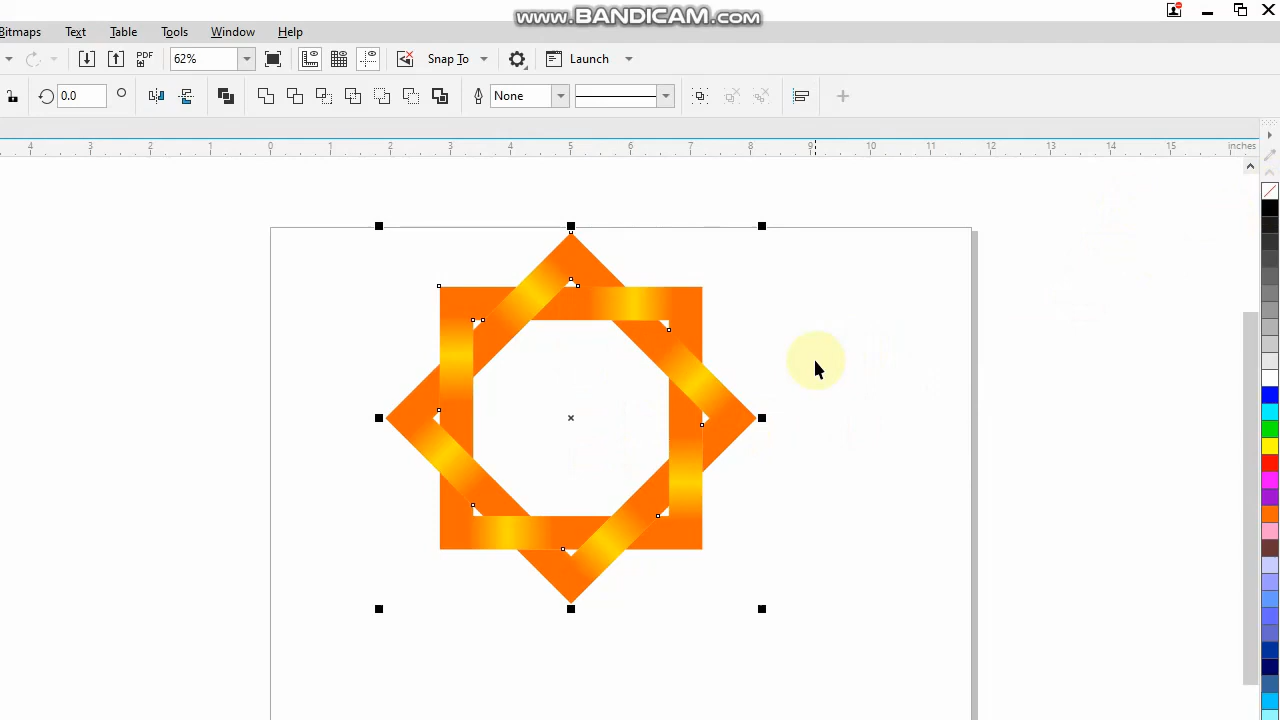 www.BANDICAM.com
Bitmaps Text Table Tools Window Help
PDF 62% Snap To Launch
0.0 None
4 3 2 1 0 1 2 3 4 5 6 7 8 9 10 11 12 13 14 15 inches